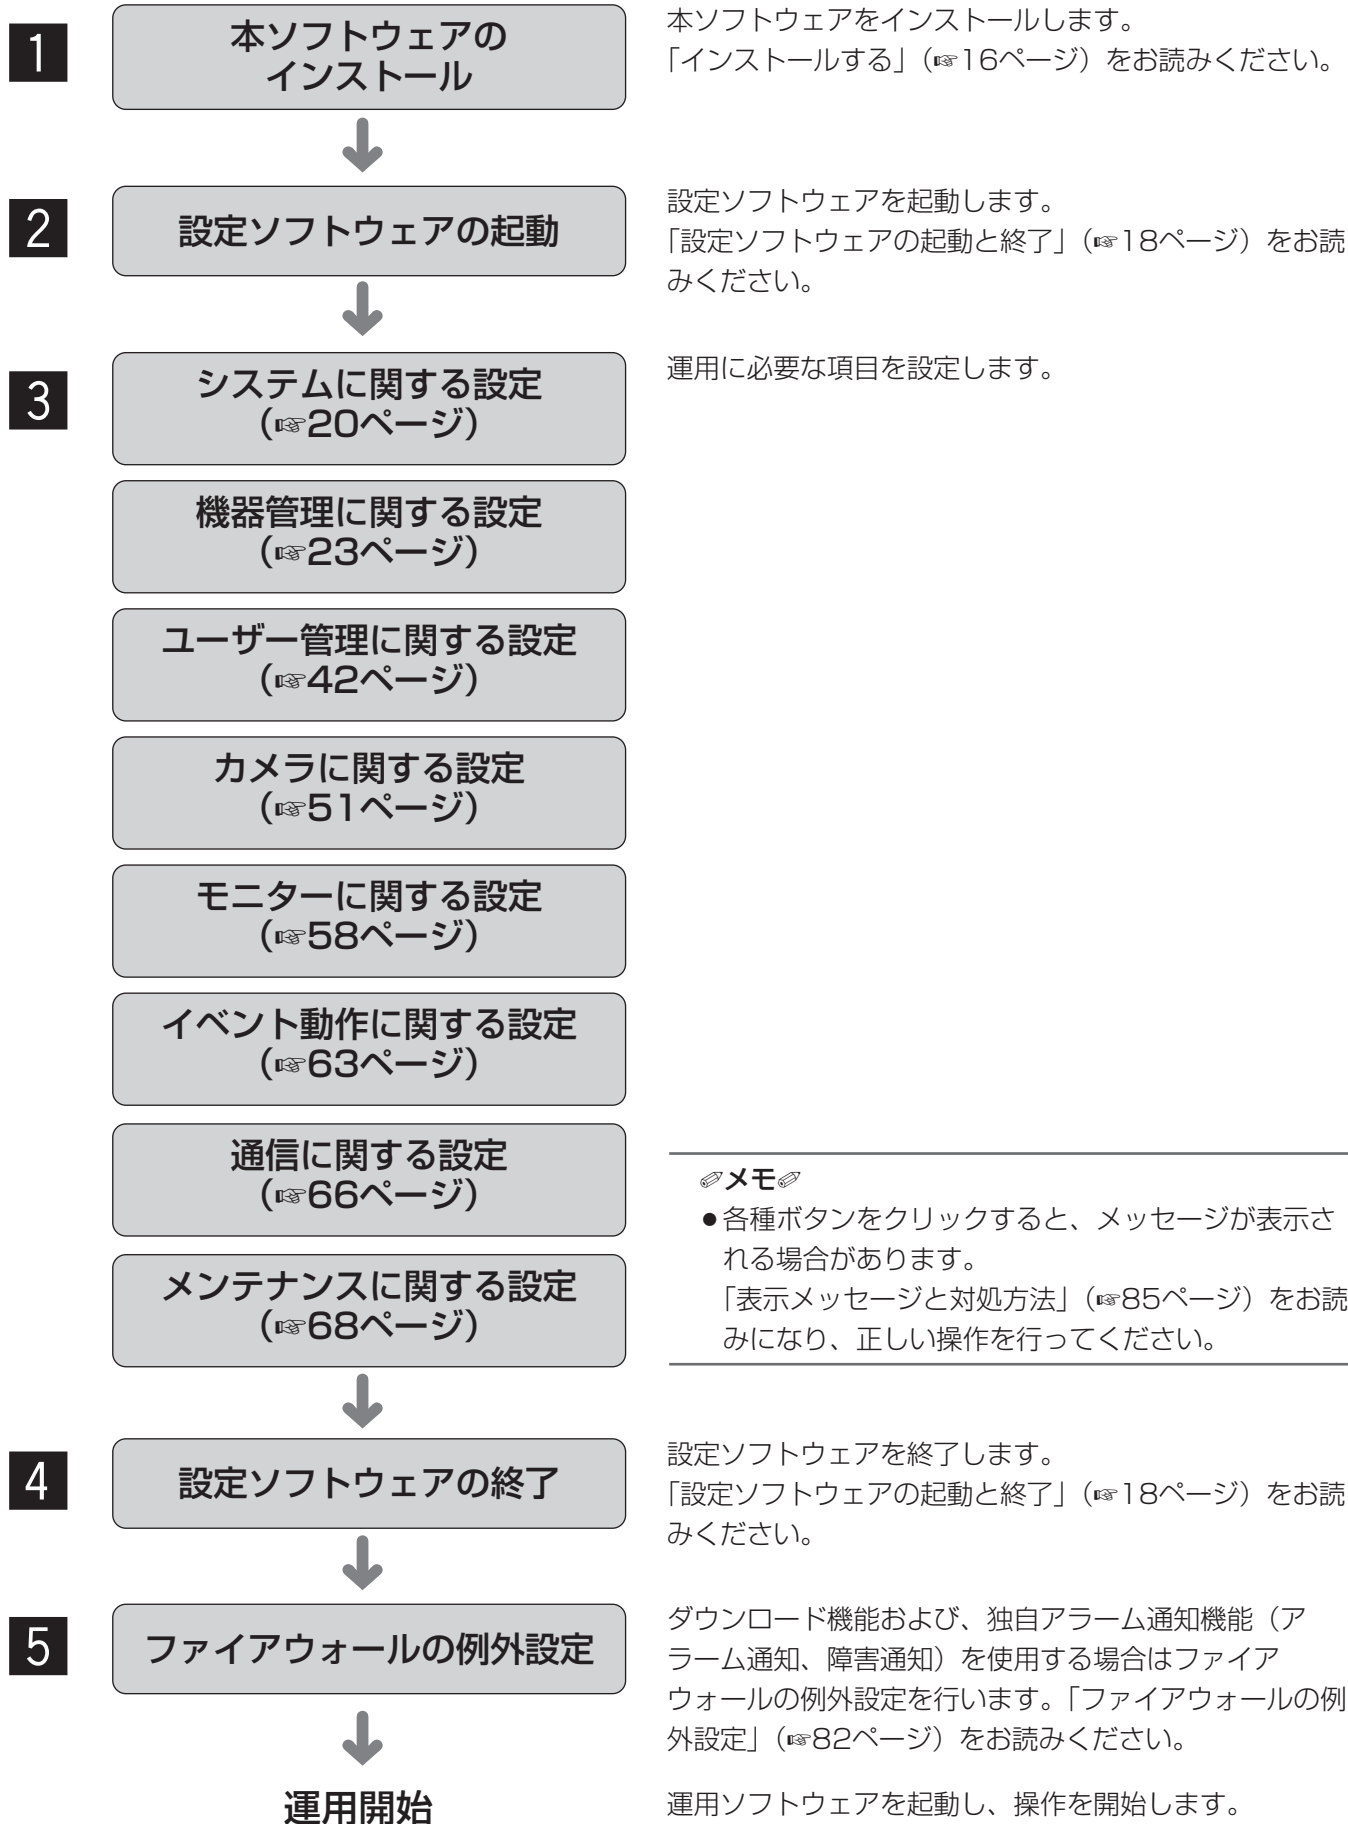 1
本ソフトウェアの
インストール
本ソフトウェアをインストールします。
「インストールする」(☞16ページ）をお読みください。
2
設定ソフトウェアの起動
設定ソフトウェアを起動します。
「設定ソフトウェアの起動と終了」(☞18ページ）をお読
みください。
3
システムに関する設定
(☞20ページ）
運用に必要な項目を設定します。
機器管理に関する設定
(☞23ページ）
ユーザー管理に関する設定
(☞42ページ）
カメラに関する設定
(☞51ページ）
モニターに関する設定
(☞58ページ）
イベント動作に関する設定
(☞63ページ）
通信に関する設定
(☞66ページ）
メンテナンスに関する設定
(☞68ページ）
メモ
●各種ボタンをクリックすると、メッセージが表示さ
れる場合があります。
「表示メッセージと対処方法」(☞85ページ）をお読
みになり、正しい操作を行ってください。
4
設定ソフトウェアの終了
設定ソフトウェアを終了します。
「設定ソフトウェアの起動と終了」(☞18ページ）をお読
みください。
5
ファイアウォールの例外設定
ダウンロード機能および、独自アラーム通知機能（ア
ラーム通知、障害通知）を使用する場合はファイア
ウォールの例外設定を行います。「ファイアウォールの例
外設定」(☞82ページ）をお読みください。
運用開始
運用ソフトウェアを起動し、操作を開始します。